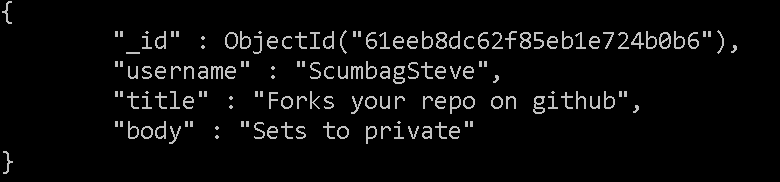 {
"_id" : ObjectId("61eeb8dc62f85eb1e724b0b6"),
"username" : "ScumbagSteve",
"title" : "Forks your repo on github",
"body" : "Sets to private"
}